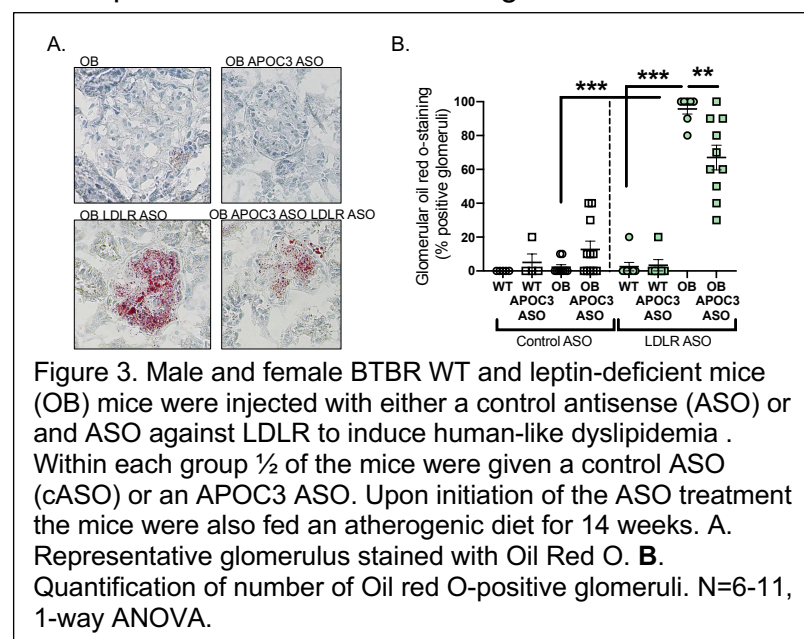 A.
B.
OB
OB APOC3 ASO
OB LDLR ASO
OB APOC3 ASO LDLR ASO
***
***
**
Glomerular oil red o-staining
(% positive glomeruli)
100
80
60
40
20
0
WT
WT
APOC3
ASO
OB
OB
APOC3
ASO
WT
WT
APOC3
ASO
OB
OB
APOC3
ASO
Control ASO
LDLR ASO
Figure 3. Male and female BTBR WT and leptin-deficient mice
(OB) mice were injected with either a control antisense (ASO) or
and ASO against LDLR to induce human-like dyslipidemia .
Within each group ½ of the mice were given a control ASO
(cASO) or an APOC3 ASO. Upon initiation of the ASO treatment
the mice were also fed an atherogenic diet for 14 weeks. A.
Representative glomerulus stained with Oil Red O. B.
Quantification of number of Oil red O-positive glomeruli. N=6-11,
1-way ANOVA.